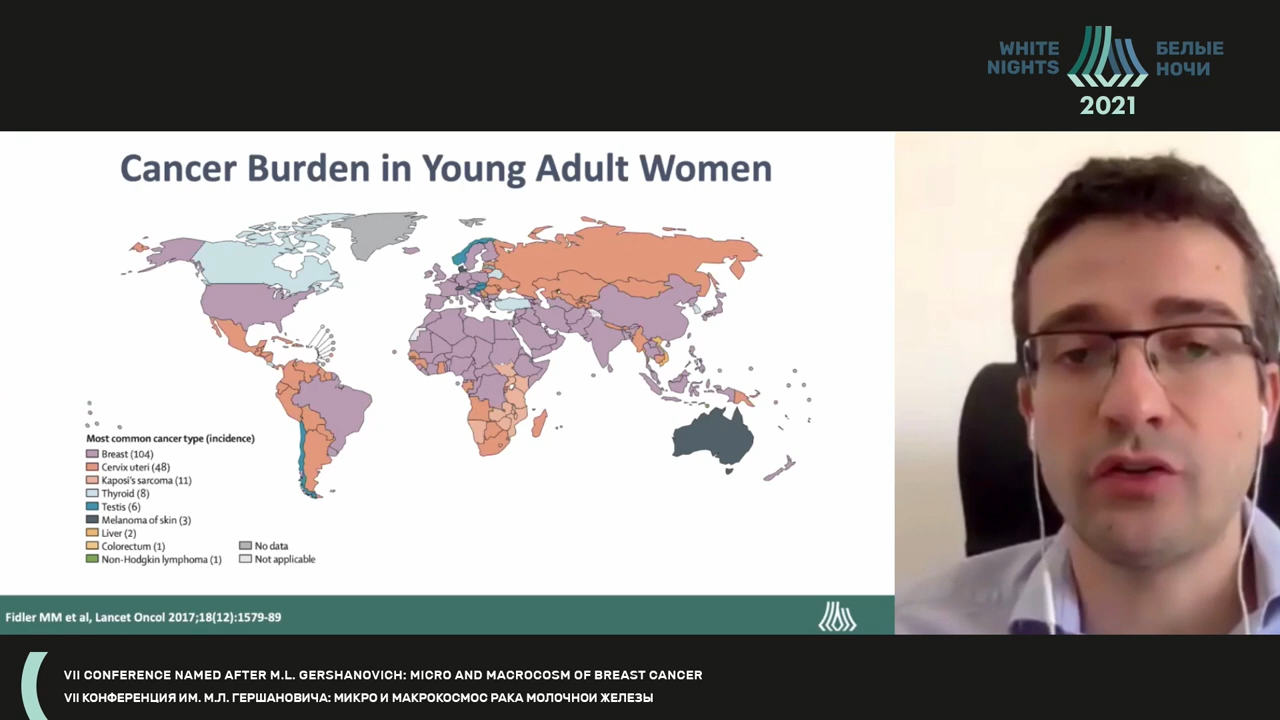 WHITE NIGHTS
БЕЛЫЕ НОЧИ
2021
Cancer Burden in Young Adult Women
Most common cancer type (incidence)
Breast (104)
Cervix uteri (48)
Kaposi's sarcoma (11)
Thyroid (8)
Testis (6)
Melanoma of skin (3)
Liver (2)
Colorectum (1)
Non-Hodgkin lymphoma (1)
No data
Not applicable
Fidler MM et al, Lancet Oncol 2017;18(12):1579-89
VII CONFERENCE NAMED AFTER M.L. GERSHANOVICH: MICRO AND MACROCOSM OF BREAST CANCER
VII КОНФЕРЕНЦИЯ ИМ. М.Л. ГЕРШАНОВИЧА: МИКРО И МАКРОКОСМОС РАКА МОЛОЧНОЙ ЖЕЛЕЗЫ